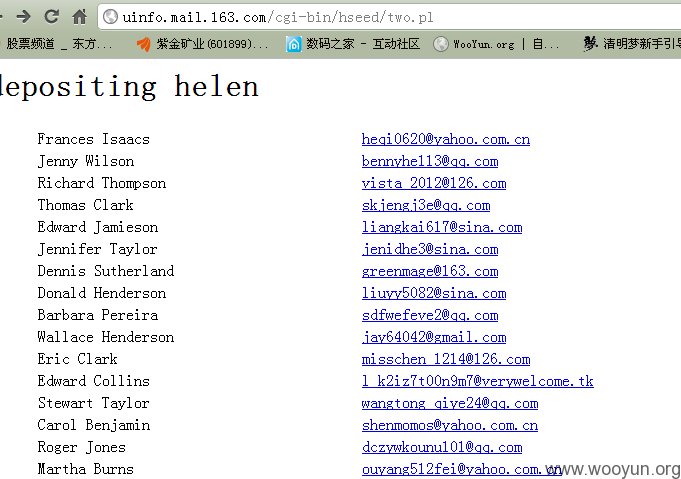 uinfo.mail.163.com/cgi-bin/hseed/two.pl
股票频道 _ 东方... 紫金矿业(601899)... 数码之家 - 互动社区 WooYun.org | 自... 清明梦新手引导
depositing helen
Frances Isaacs heqi0620@yahoo.com.cn
Jenny Wilson bennyhe113@qq.com
Richard Thompson vista_2012@126.com
Thomas Clark skjengj3e@qq.com
Edward Jamieson liangkai617@sina.com
Jennifer Taylor jenidhe3@sina.com
Dennis Sutherland greenmage@163.com
Donald Henderson liuyy5082@sina.com
Barbara Pereira sdfwefeve2@qq.com
Wallace Henderson jay64042@gmail.com
Eric Clark misschen_1214@126.com
Edward Collins l_k2iz7t00n9m7@verywelcome.tk
Stewart Taylor wangtong_qiye24@qq.com
Carol Benjamin shenmomo@yahoo.com.cn
Roger Jones dczywkounu101@qq.com
Martha Burns ouyang512fei@yahoo.com.cn
www.wooyun.org